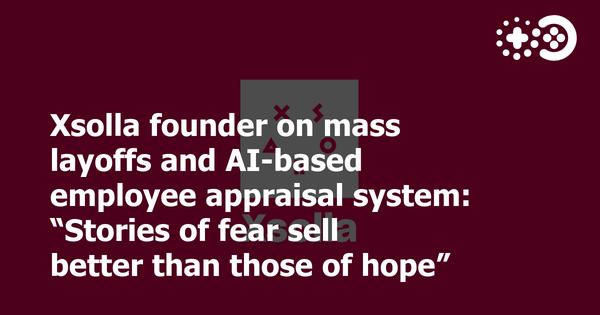 Xsolla founder on mass
layoffs and AI-based
employee appraisal system:
“Stories of fear sell
better than those of hope”
Xsolla